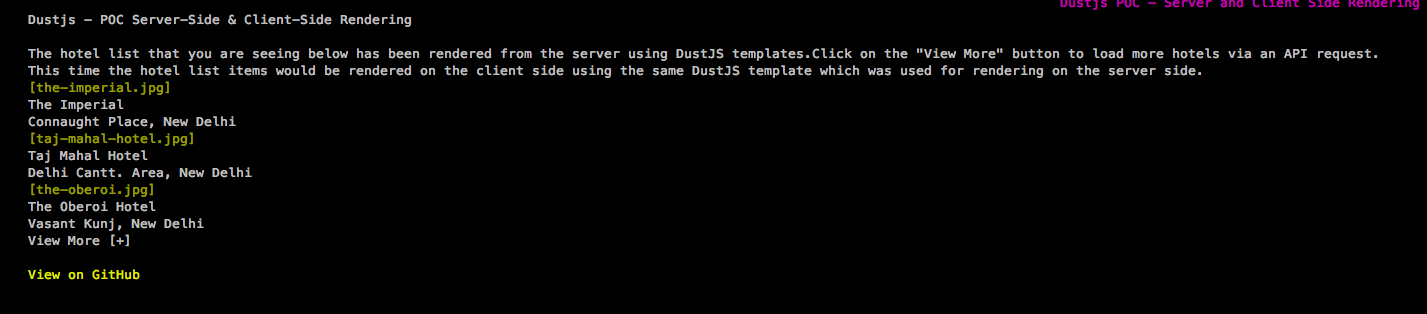 Dustjs POC - Server and Client Side Rendering
Dustjs - POC Server-Side & Client-Side Rendering
The hotel list that you are seeing below has been rendered from the server using DustJS templates.Click on the "View More" button to load more hotels via an API request.
This time the hotel list items would be rendered on the client side using the same DustJS template which was used for rendering on the server side.
[the-imperial.jpg]
The Imperial
Connaught Place, New Delhi
[taj-mahal-hotel.jpg]
Taj Mahal Hotel
Delhi Cantt. Area, New Delhi
[the-oberoi.jpg]
The Oberoi Hotel
Vasant Kunj, New Delhi
View More [+]
View on GitHub